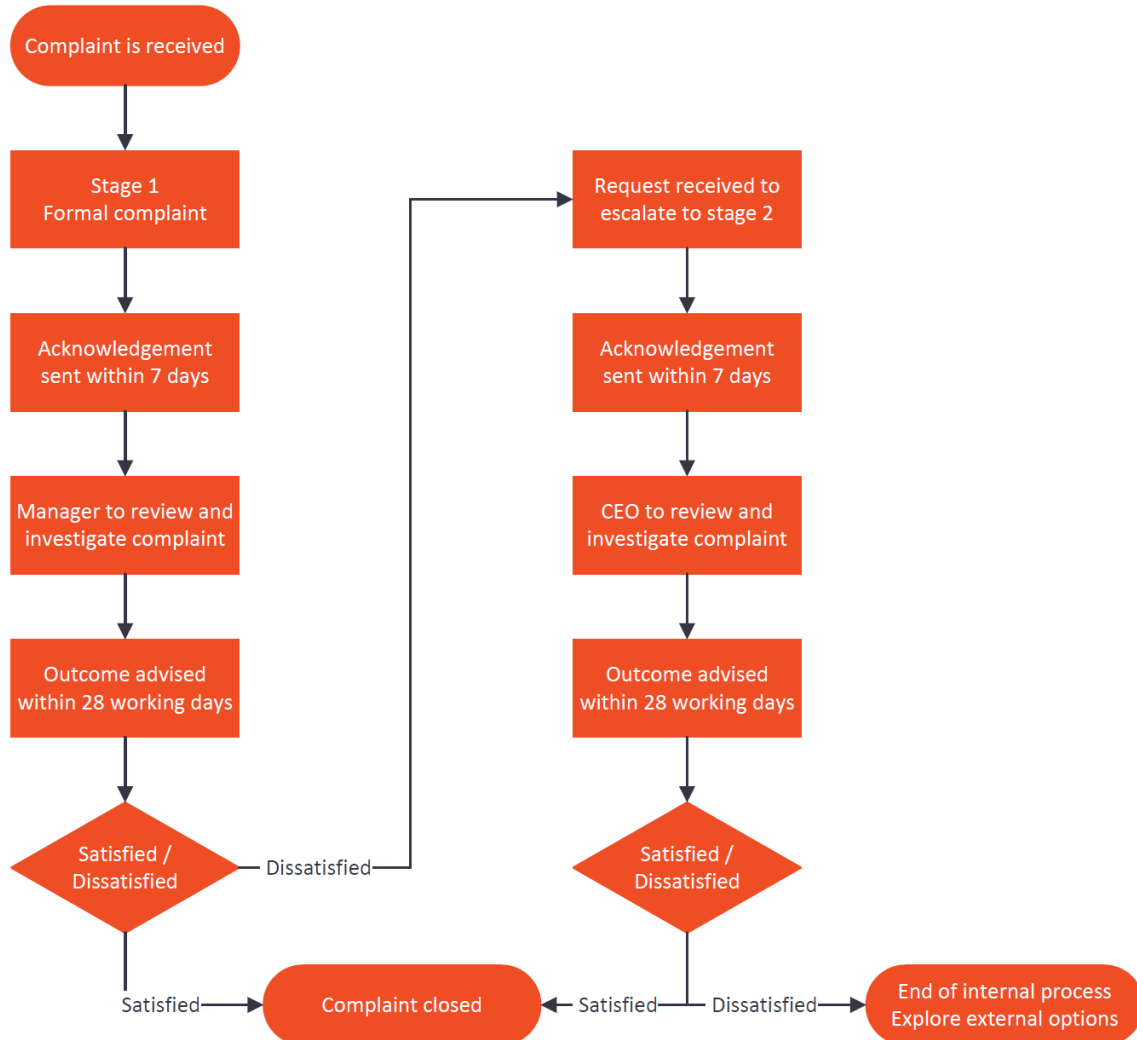 Complaint is received
Stage 1
Formal complaint
Acknowledgement
sent within 7 days
Manager to review and
investigate complaint
Outcome advised
within 28 working days
Satisfied /
Dissatisfied
Dissatisfied
Satisfied
Complaint closed
Request received to
escalate to stage 2
Acknowledgement
sent within 7 days
CEO to review and
investigate complaint
Outcome advised
within 28 working days
Satisfied /
Dissatisfied
Satisfied
Dissatisfied
End of internal process
Explore external options